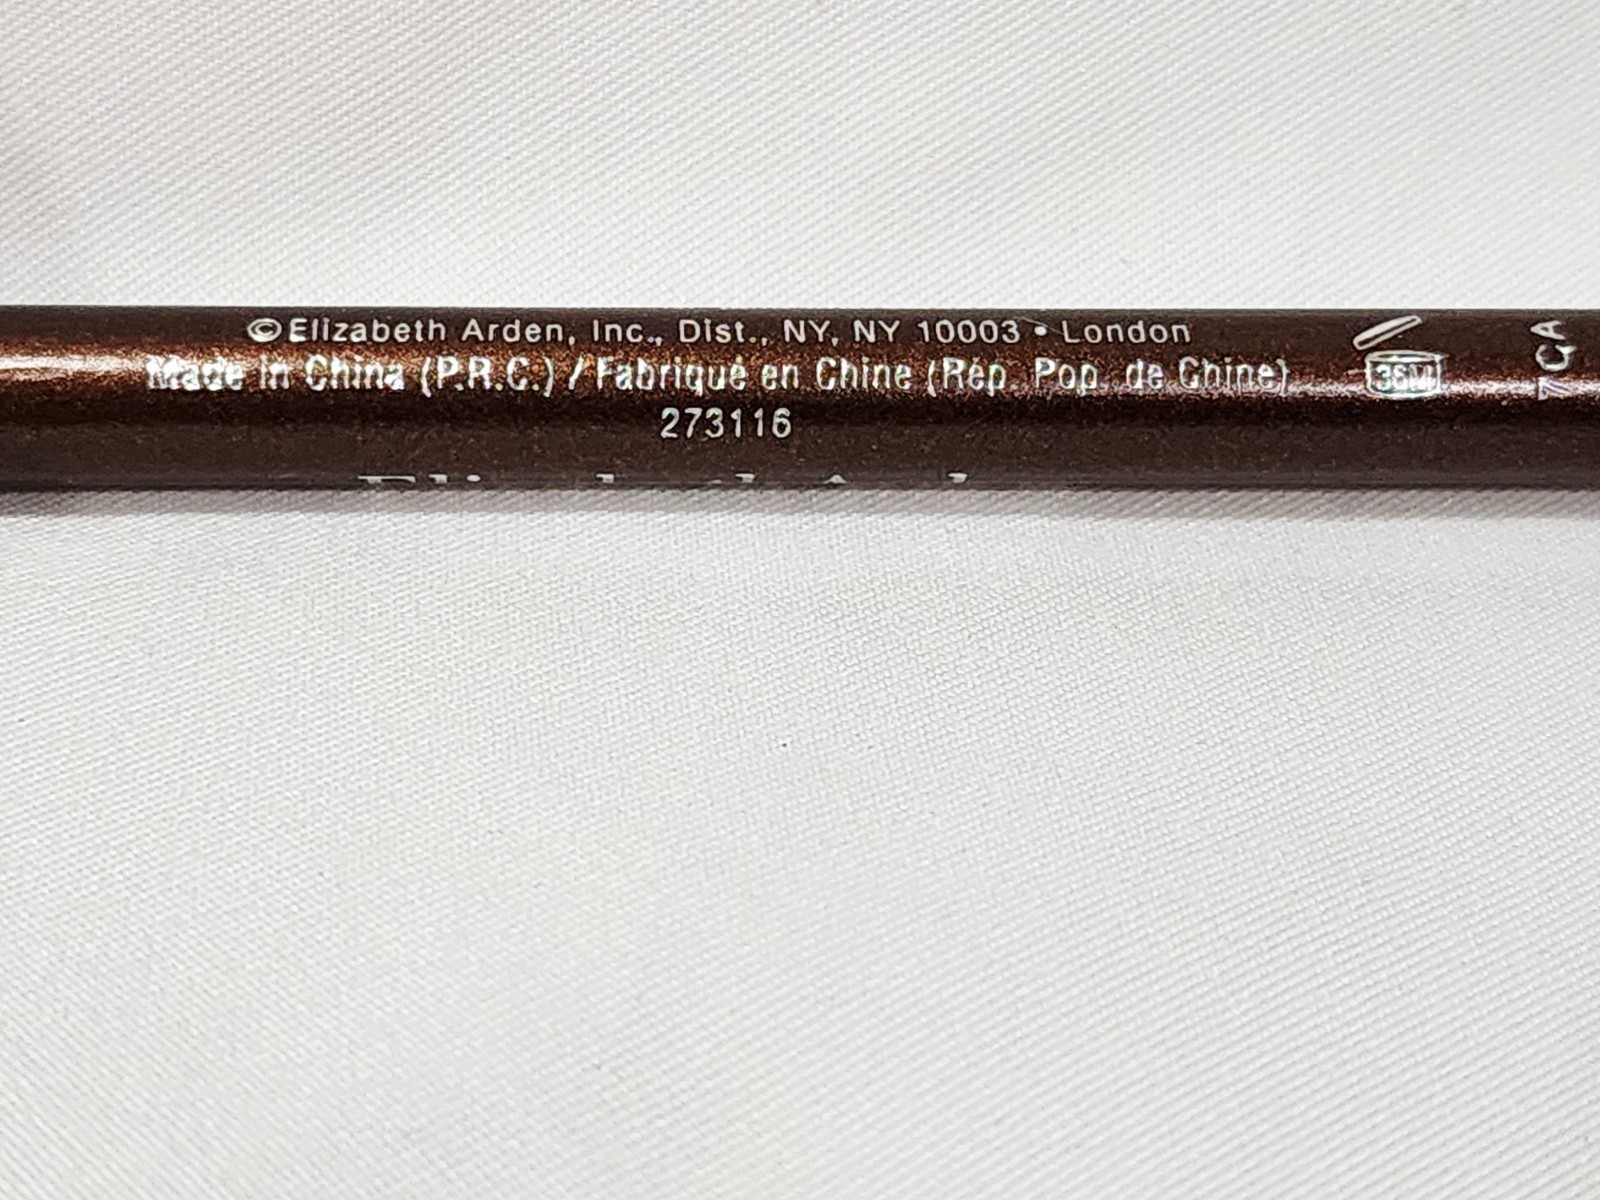 ©Elizabeth Arden, Inc., Dist., NY, NY 10003 • London
Made in China (P.R.C.) / Fabriqué en Chine (Rép. Pop. de Chine)
273116
36M
7CA